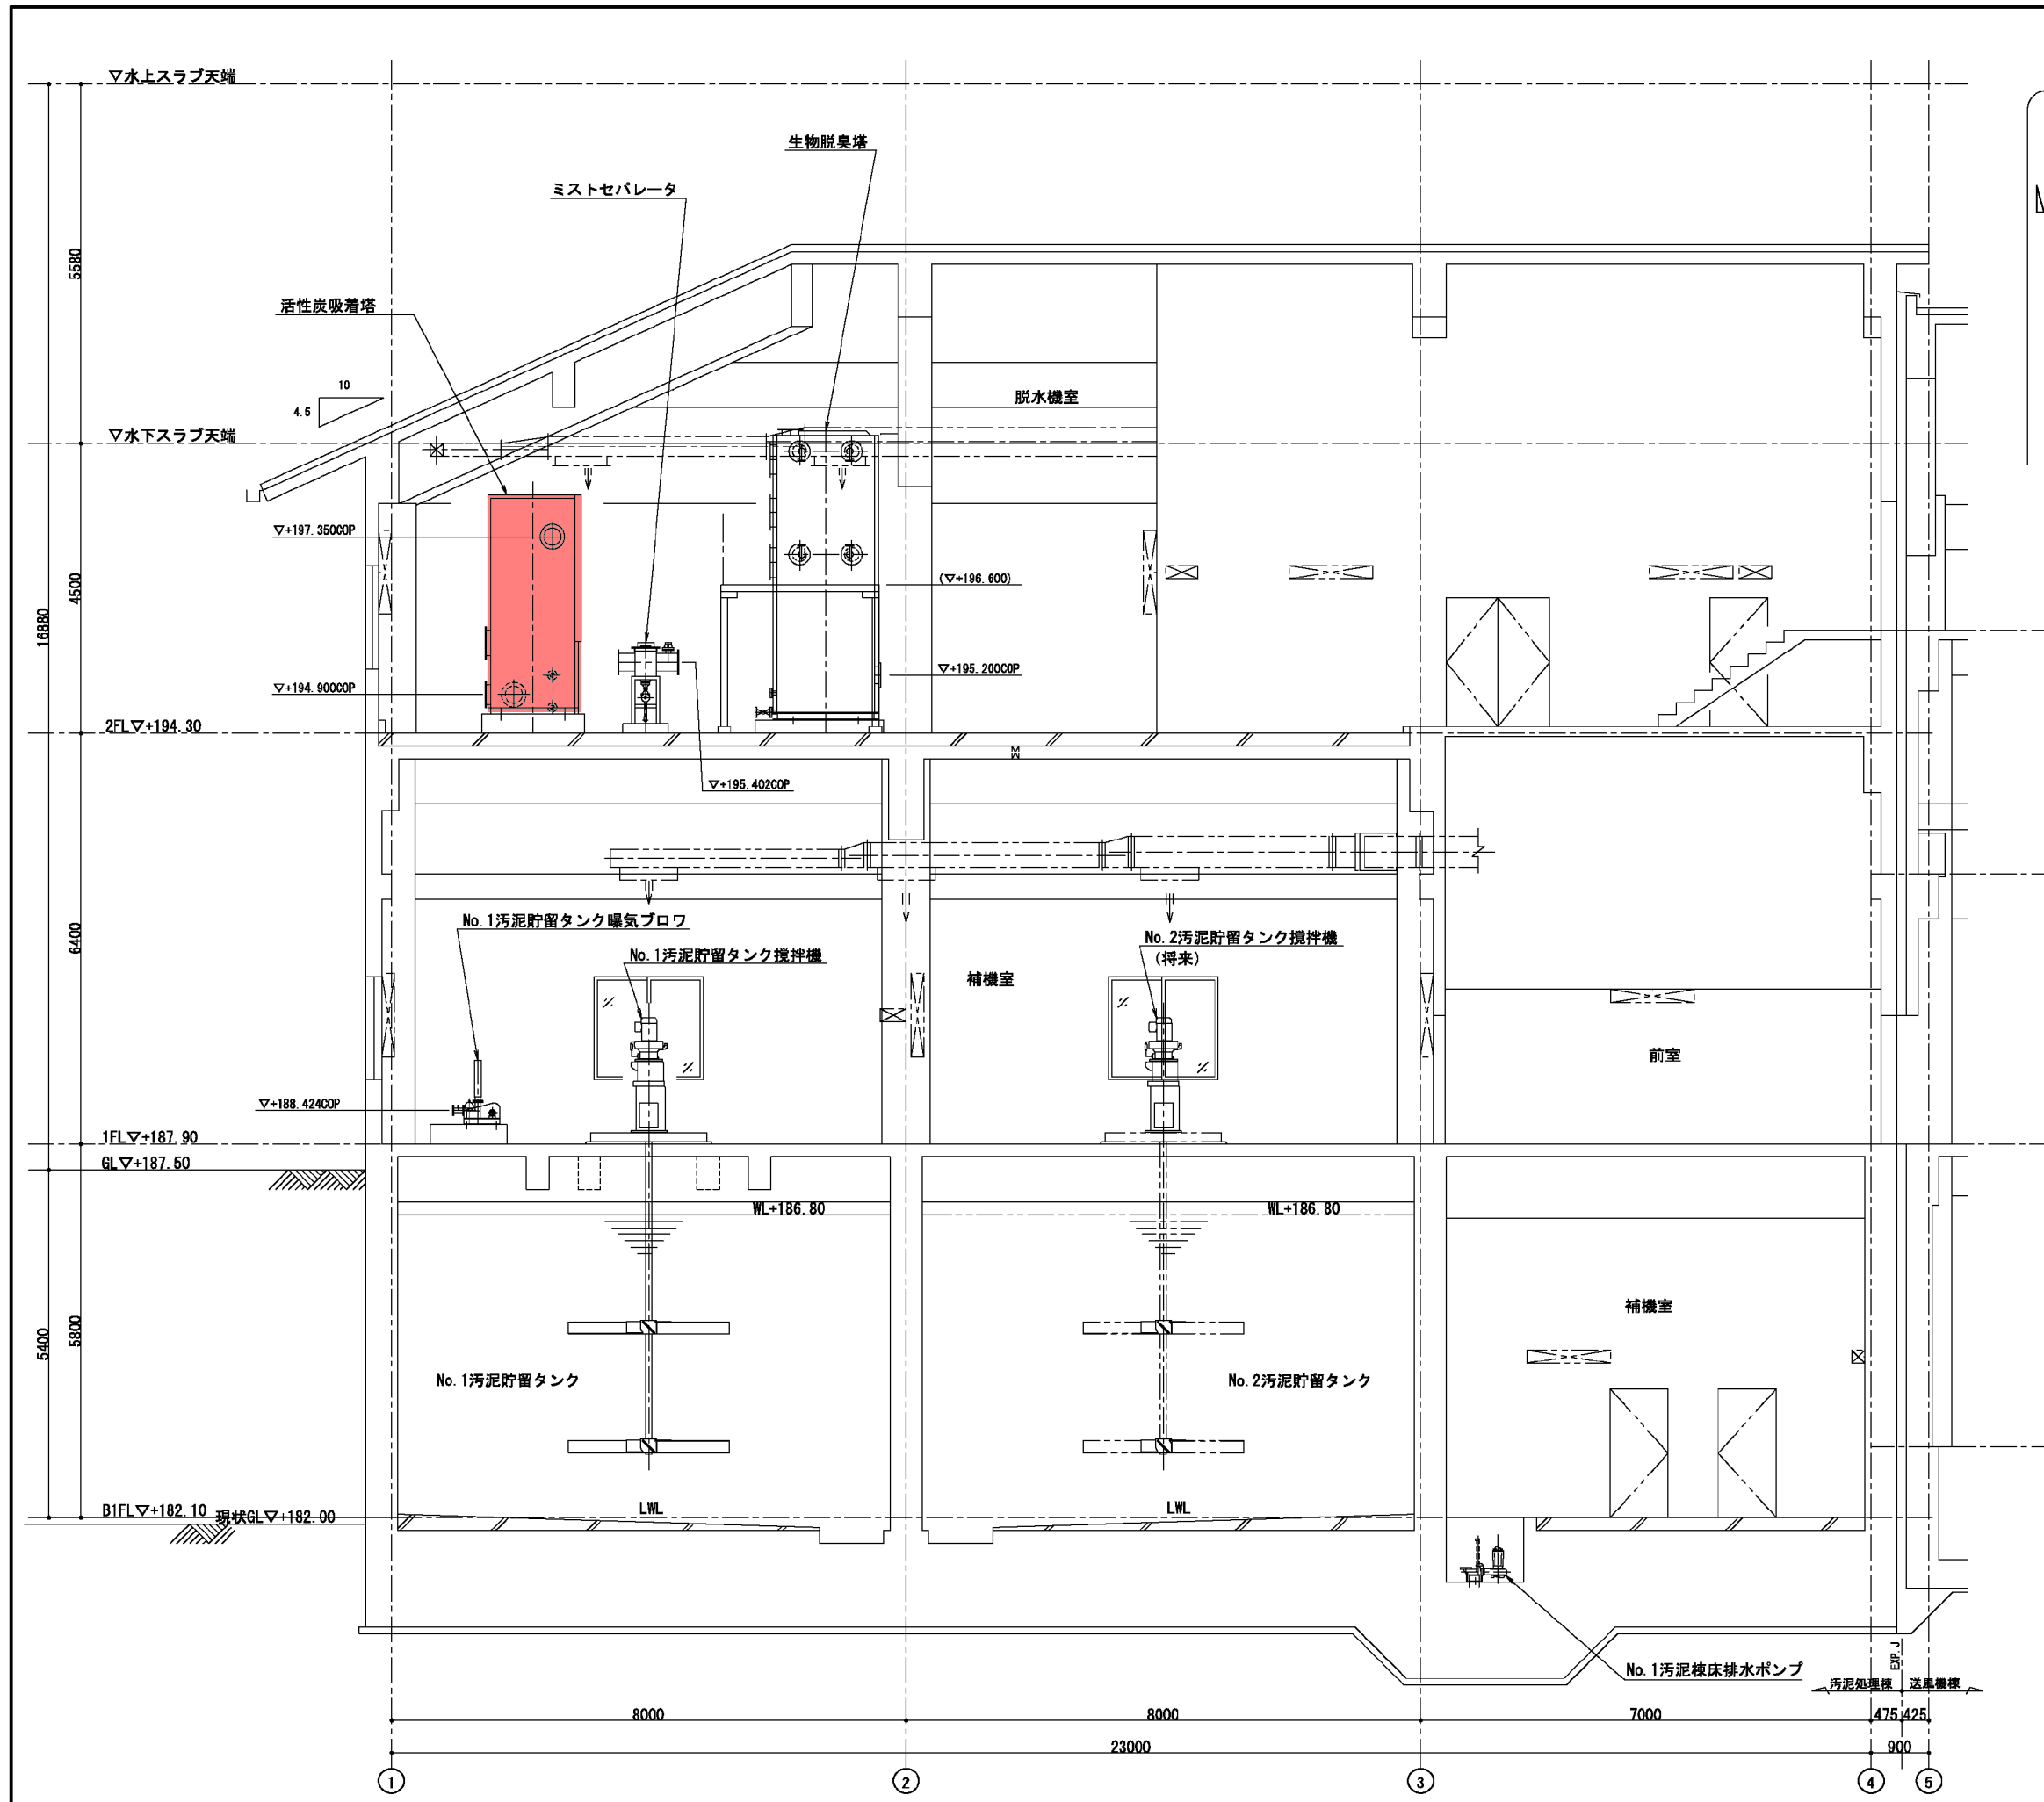 ▽水上スラブ天端
生物脱臭塔
ミストセパレータ
5580
活性炭吸着塔
10
4.5
脱水機室
▽水下スラブ天端
▽+197.350COP
4500
(▽+196.600)
16880
▽+195.200COP
▽+194.900COP
2FL▽+194.30
▽+195.402COP
No.1汚泥貯留タンク曝気ブロワ
6400
No.1汚泥貯留タンク撹拌機
No.2汚泥貯留タンク撹拌機
(将来)
補機室
前室
▽+188.424COP
1FL▽+187.90
GL▽+187.50
WL+186.80
WL+186.80
補機室
5400
5800
No.1汚泥貯留タンク
No.2汚泥貯留タンク
LWL
LWL
B1FL▽+182.10
現状GL▽+182.00
No.1汚泥棟床排水ポンプ
EXP.J
汚泥処理棟
送風機棟
8000
8000
7000
475
425
23000
900
1
2
3
4
5